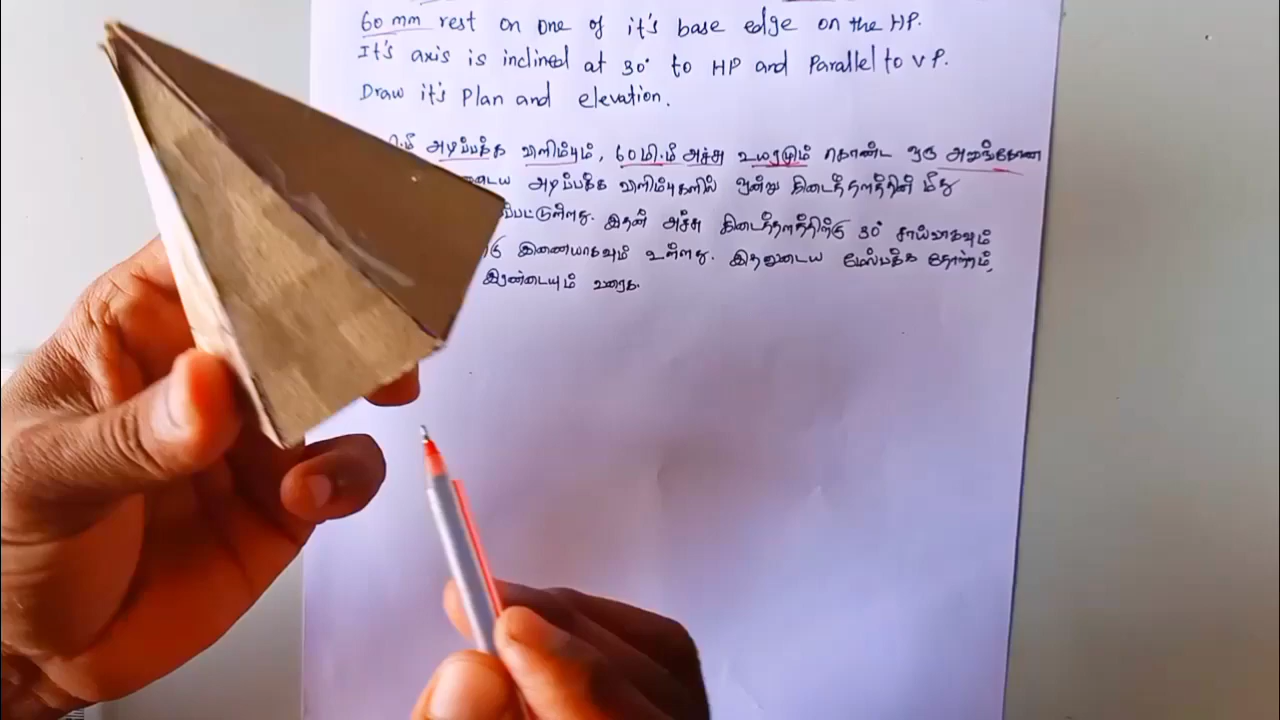 60 mm rest on one of it's base edge on the HP.
It's axis is inclined at 30° to HP and Parallel to VP.
Draw it's Plan and elevation.
மி.மீ அடிப்பக்க விளிம்பும், 60 மி.மீ அச்சு உயரமும் கொண்ட ஒரு அறுங்கோண
அடிப்பக்க விளிம்புகளில் ஒன்று கிடைத்தளத்தின் மீது
இதன் அச்சு கிடைத்தளத்திற்கு 30° சாய்வாகவும்
இணையாகவும் உள்ளது. இதனுடைய மேல்பக்க தோற்றம்,
இரண்டையும் வரைக.